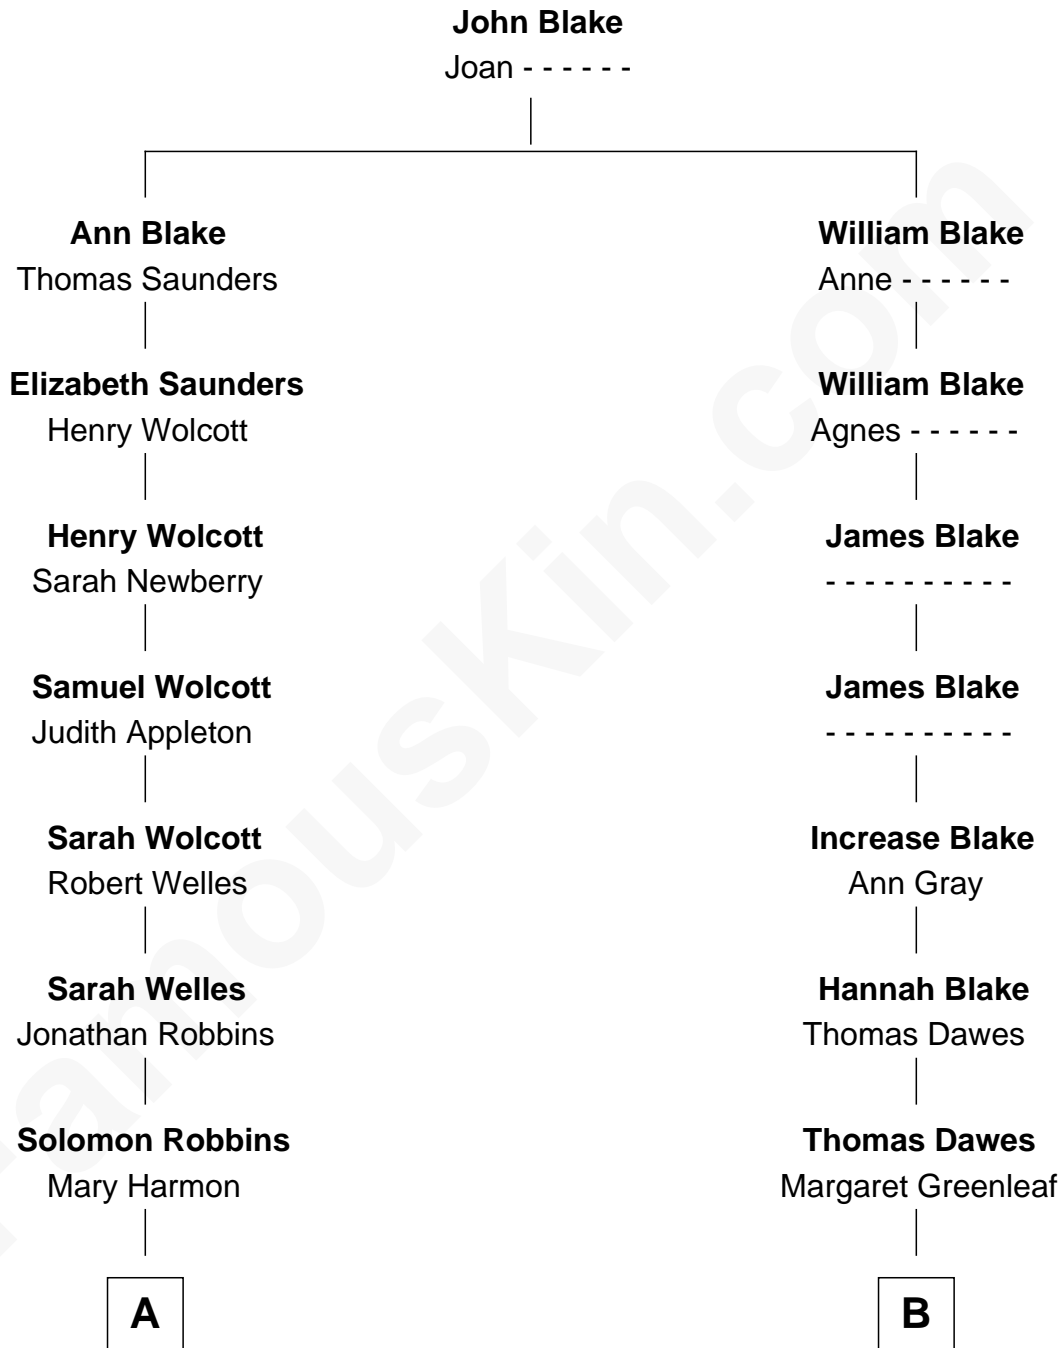 John Blake
Joan - - - - - -
Ann Blake
Thomas Saunders
William Blake
Anne - - - - - -
Elizabeth Saunders
Henry Wolcott
William Blake
Agnes - - - - - -
Henry Wolcott
Sarah Newberry
James Blake
- - - - - - - - - -
Samuel Wolcott
Judith Appleton
James Blake
- - - - - - - - - -
Sarah Wolcott
Robert Welles
Increase Blake
Ann Gray
Sarah Welles
Jonathan Robbins
Hannah Blake
Thomas Dawes
Solomon Robbins
Mary Harmon
Thomas Dawes
Margaret Greenleaf
A
B
FamousKin.com